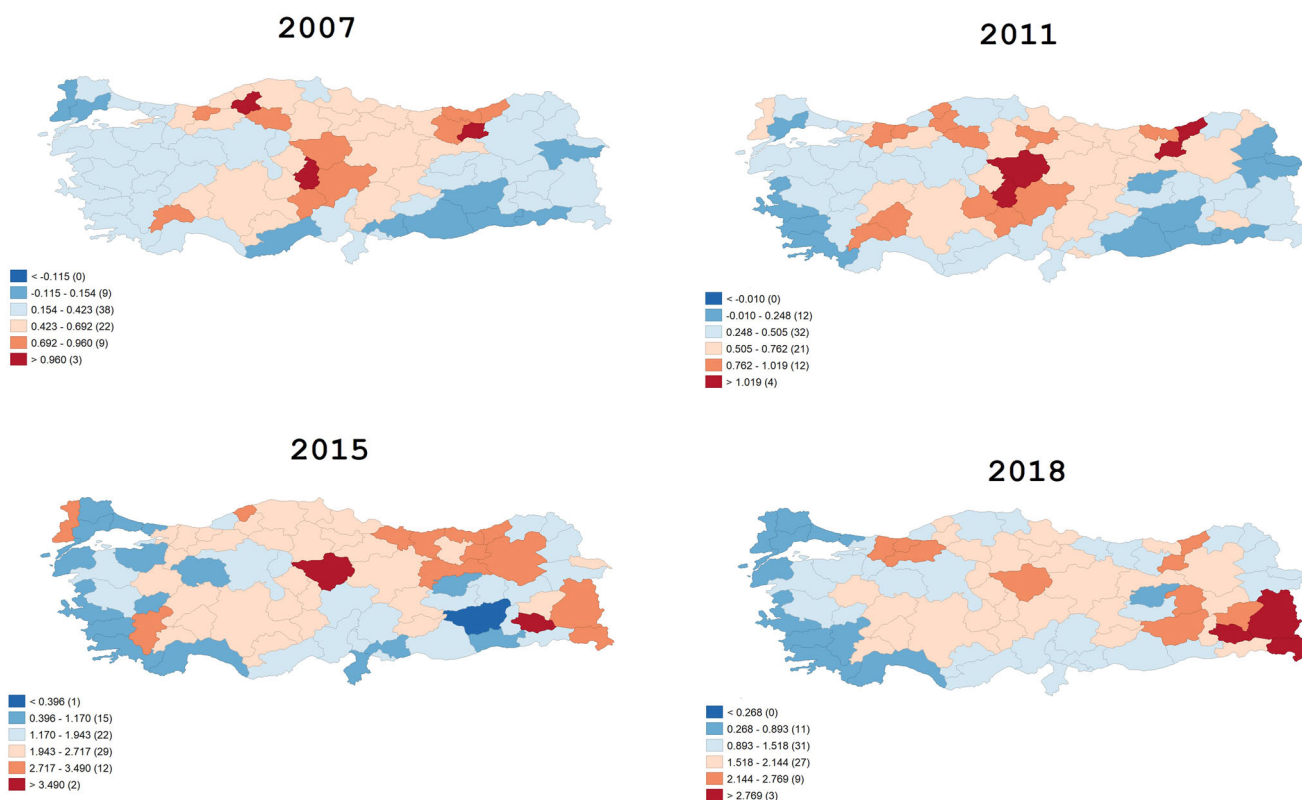 2007
< -0.115 (0)
-0.115 - 0.154 (9)
0.154 - 0.423 (38)
0.423 - 0.692 (22)
0.692 - 0.960 (9)
> 0.960 (3)
2011
< -0.010 (0)
-0.010 - 0.248 (12)
0.248 - 0.505 (32)
0.505 - 0.762 (21)
0.762 - 1.019 (12)
> 1.019 (4)
2015
< 0.396 (1)
0.396 - 1.170 (15)
1.170 - 1.943 (22)
1.943 - 2.717 (29)
2.717 - 3.490 (12)
> 3.490 (2)
2018
< 0.268 (0)
0.268 - 0.893 (11)
0.893 - 1.518 (31)
1.518 - 2.144 (27)
2.144 - 2.769 (9)
> 2.769 (3)